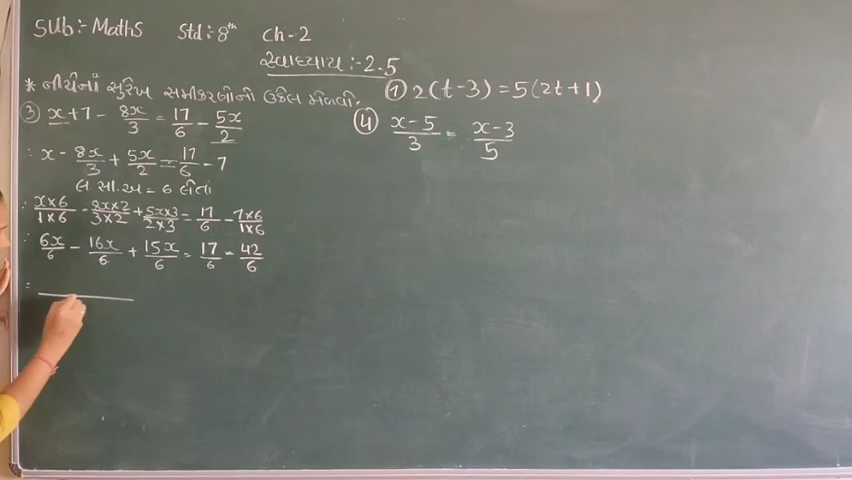 Sub:- Maths Std:- 8th Ch-2
સ્વાધ્યાય :- 2.5
* નીચેનાં સુરેખ સમીકરણોનો ઉકેલ મેળવો.
③ x + 7 - 8x/3 = 17/6 - 5x/2
∴ x - 8x/3 + 5x/2 = 17/6 - 7
લ.સા.અ = 6 લેતાં
∴ x×6/1×6 - 8x×2/3×2 + 5x×3/2×3 = 17/6 - 7×6/1×6
∴ 6x/6 - 16x/6 + 15x/6 = 17/6 - 42/6
① 2(t-3) = 5(2t+1)
④ x-5/3 = x-3/5